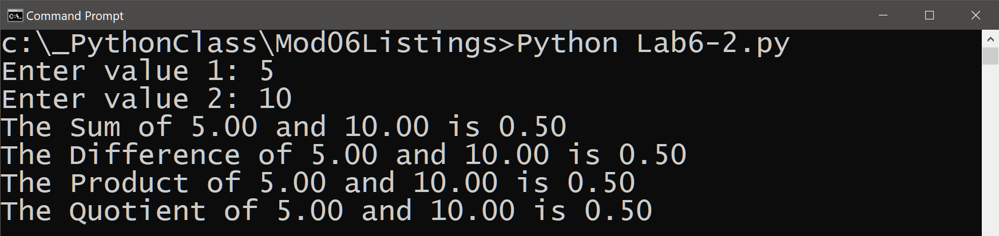 Command Prompt
c:\_PythonClass\Mod06Listings>Python Lab6-2.py
Enter value 1: 5
Enter value 2: 10
The Sum of 5.00 and 10.00 is 0.50
The Difference of 5.00 and 10.00 is 0.50
The Product of 5.00 and 10.00 is 0.50
The Quotient of 5.00 and 10.00 is 0.50